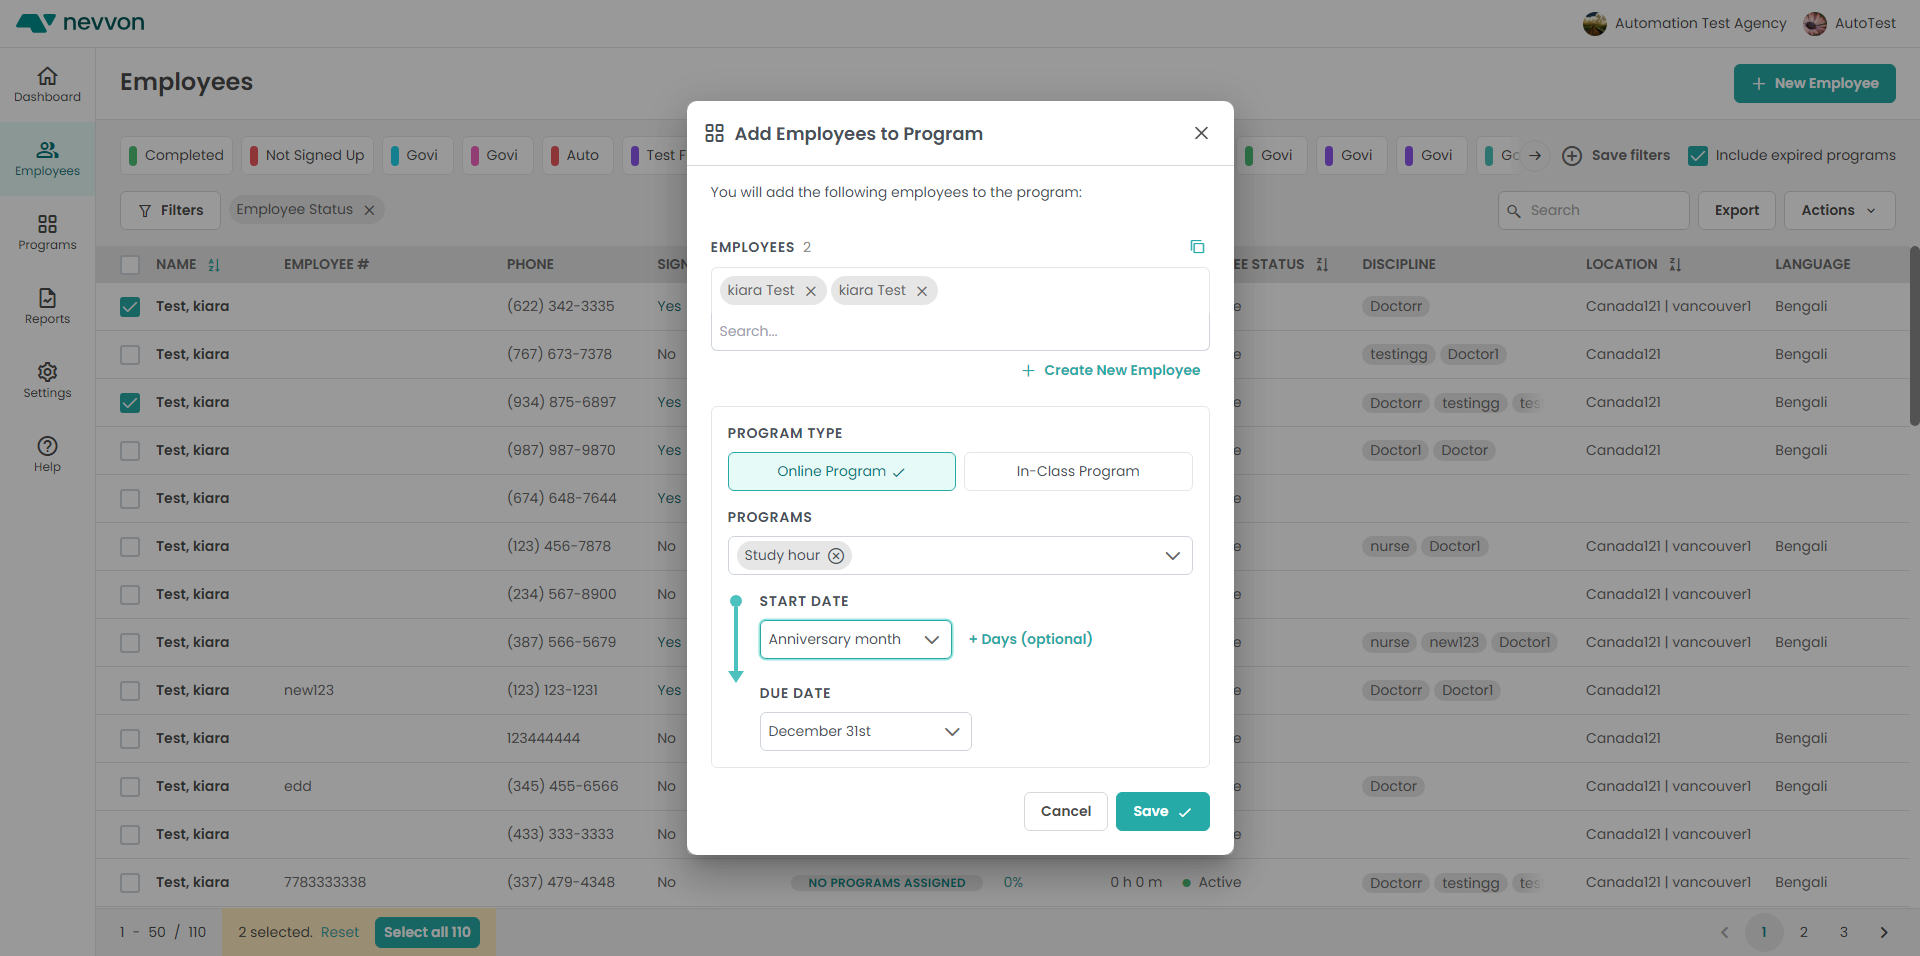 nevvon
Automation Test Agency
AutoTest
Dashboard
Employees
Programs
Reports
Settings
Help
Employees
+ New Employee
Completed
Not Signed Up
Govi
Govi
Auto
Test F
Govi
Govi
Govi
Go
Save filters
Include expired programs
Filters
Employee Status
Search
Export
Actions
NAME EMPLOYEE # PHONE SIGN EE STATUS DISCIPLINE LOCATION LANGUAGE
Test, kiara (622) 342-3335 Yes e Doctorr Canada121 | vancouver1 Bengali
Test, kiara (767) 673-7378 No e testingg Doctor1 Canada121 Bengali
Test, kiara (934) 875-6897 Yes e Doctorr testingg tes Canada121 Bengali
Test, kiara (987) 987-9870 Yes e Doctor1 Doctor Canada121 Bengali
Test, kiara (674) 648-7644 Yes e
Test, kiara (123) 456-7878 No e nurse Doctor1 Canada121 | vancouver1 Bengali
Test, kiara (234) 567-8900 No e Canada121 | vancouver1
Test, kiara (387) 566-5679 Yes e nurse new123 Doctor1 Canada121 | vancouver1 Bengali
Test, kiara new123 (123) 123-1231 Yes e Doctorr Doctor1 Canada121
Test, kiara 123444444 No e Canada121 Bengali
Test, kiara edd (345) 455-6566 No e Doctor Canada121 | vancouver1 Bengali
Test, kiara (433) 333-3333 No e Canada121 | vancouver1
Test, kiara 7783333338 (337) 479-4348 No NO PROGRAMS ASSIGNED 0% 0 h 0 m Active Doctorr testingg tes Canada121 | vancouver1 Bengali
1 - 50 / 110
2 selected. Reset
Select all 110
1 2 3
Add Employees to Program
You will add the following employees to the program:
EMPLOYEES 2
kiara Test
kiara Test
Search...
+ Create New Employee
PROGRAM TYPE
Online Program
In-Class Program
PROGRAMS
Study hour
START DATE
Anniversary month
+ Days (optional)
DUE DATE
December 31st
Cancel
Save